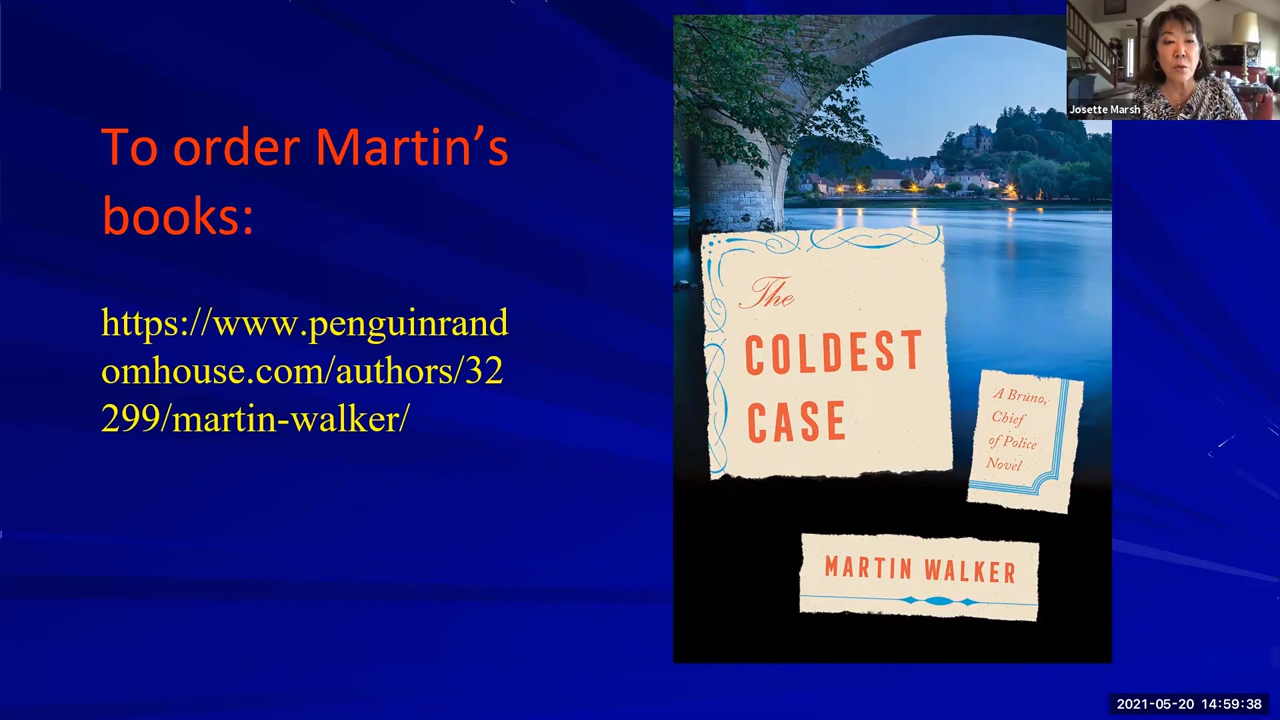 To order Martin’s
books:
https://www.penguinrand
omhouse.com/authors/32
299/martin-walker/
The
COLDEST
CASE
A Bruno,
Chief
of Police
Novel
MARTIN WALKER
Josette Marsh
2021-05-20 14:59:38